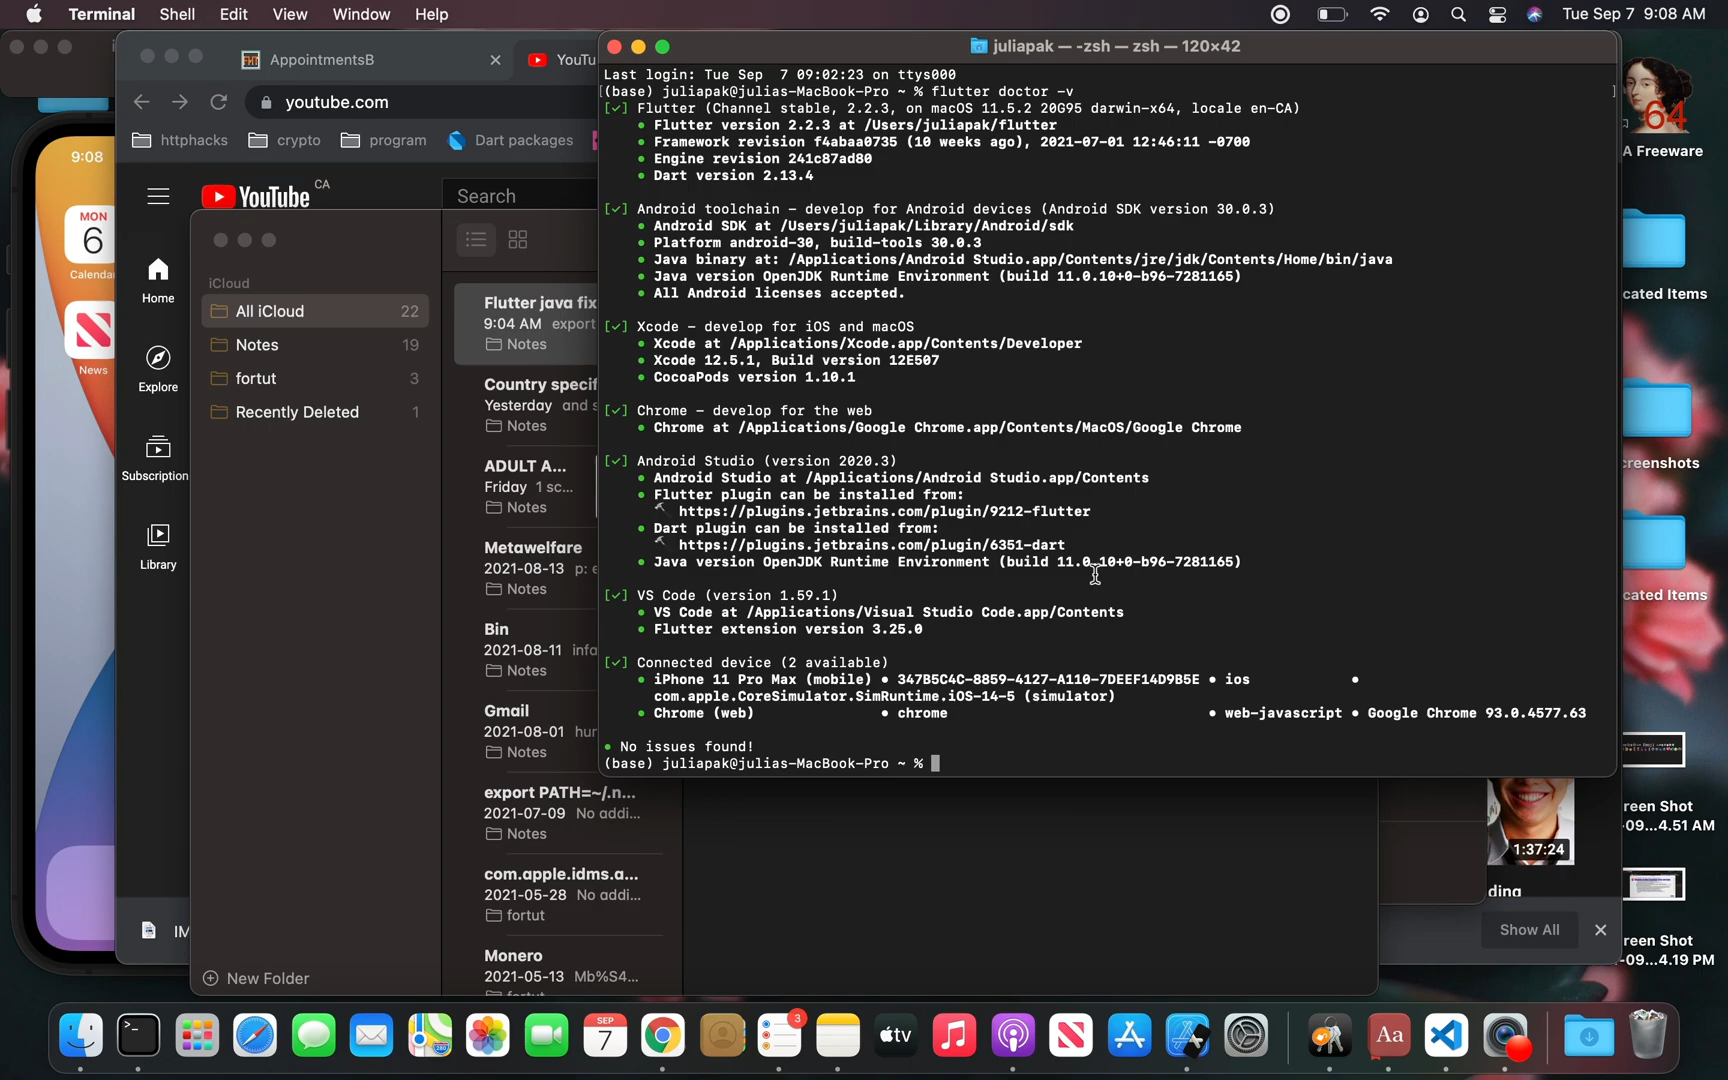 Terminal Shell Edit View Window Help Tue Sep 7 9:08 AM
AppointmentsB
YouTu
youtube.com
httphacks crypto program Dart packages
9:08
MON
6
Calenda
News
YouTube CA
Search
Home
Explore
Subscription
Library
iCloud
All iCloud 22
Notes 19
fortut 3
Recently Deleted 1
New Folder
Flutter java fix
9:04 AM export
Notes
Country specif
Yesterday and s
Notes
ADULT A...
Friday 1 sc...
Notes
Metawelfare
2021-08-13 p: e
Notes
Bin
2021-08-11 infa
Notes
Gmail
2021-08-01 hur
Notes
export PATH=~/.n...
2021-07-09 No addi...
Notes
com.apple.idms.a...
2021-05-28 No addi...
fortut
Monero
2021-05-13 Mb%S4...
fortut
juliapak — -zsh — zsh — 120×42
Last login: Tue Sep  7 09:02:23 on ttys000
[(base) juliapak@julias-MacBook-Pro ~ % flutter doctor -v ]
[✓] Flutter (Channel stable, 2.2.3, on macOS 11.5.2 20G95 darwin-x64, locale en-CA)
• Flutter version 2.2.3 at /Users/juliapak/flutter
• Framework revision f4abaa0735 (10 weeks ago), 2021-07-01 12:46:11 -0700
• Engine revision 241c87ad80
• Dart version 2.13.4
[✓] Android toolchain - develop for Android devices (Android SDK version 30.0.3)
• Android SDK at /Users/juliapak/Library/Android/sdk
• Platform android-30, build-tools 30.0.3
• Java binary at: /Applications/Android Studio.app/Contents/jre/jdk/Contents/Home/bin/java
• Java version OpenJDK Runtime Environment (build 11.0.10+0-b96-7281165)
• All Android licenses accepted.
[✓] Xcode - develop for iOS and macOS
• Xcode at /Applications/Xcode.app/Contents/Developer
• Xcode 12.5.1, Build version 12E507
• CocoaPods version 1.10.1
[✓] Chrome - develop for the web
• Chrome at /Applications/Google Chrome.app/Contents/MacOS/Google Chrome
[✓] Android Studio (version 2020.3)
• Android Studio at /Applications/Android Studio.app/Contents
• Flutter plugin can be installed from:
🔨 https://plugins.jetbrains.com/plugin/9212-flutter
• Dart plugin can be installed from:
🔨 https://plugins.jetbrains.com/plugin/6351-dart
• Java version OpenJDK Runtime Environment (build 11.0.10+0-b96-7281165)
[✓] VS Code (version 1.59.1)
• VS Code at /Applications/Visual Studio Code.app/Contents
• Flutter extension version 3.25.0
[✓] Connected device (2 available)
• iPhone 11 Pro Max (mobile) • 347B5C4C-8859-4127-A110-7DEEF14D9B5E • ios •
com.apple.CoreSimulator.SimRuntime.iOS-14-5 (simulator)
• Chrome (web) • chrome • web-javascript • Google Chrome 93.0.4577.63
• No issues found!
(base) juliapak@julias-MacBook-Pro ~ %
64
A Freeware
cated Items
creenshots
cated Items
reen Shot
-09...4.51 AM
reen Shot
-09...4.19 PM
1:37:24
ding
IM
Show All
SEP
7
3
tv
280
Aa